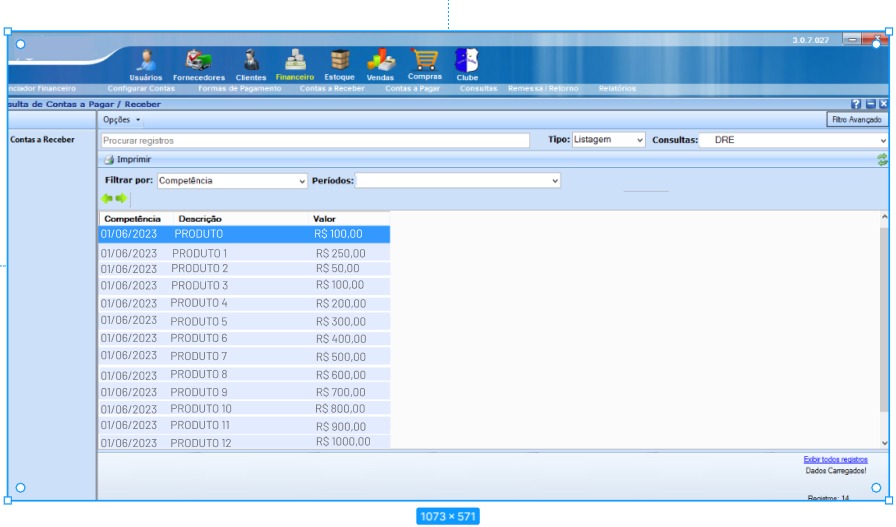 3.0.7.027
Usuários Fornecedores Clientes Financeiro Estoque Vendas Compras Clube
nciador Financeiro Configurar Contas Formas de Pagamento Contas a Receber Contas a Pagar Consultas Remessa / Retorno Relatórios
sulta de Contas a Pagar / Receber
Opções Filtro Avançado
Contas a Receber
Procurar registros Tipo: Listagem Consultas: DRE
Imprimir
Filtrar por: Competência Períodos:
Competência Descrição Valor
01/06/2023 PRODUTO R$ 100,00
01/06/2023 PRODUTO 1 R$ 250,00
01/06/2023 PRODUTO 2 R$ 50,00
01/06/2023 PRODUTO 3 R$ 100,00
01/06/2023 PRODUTO 4 R$ 200,00
01/06/2023 PRODUTO 5 R$ 300,00
01/06/2023 PRODUTO 6 R$ 400,00
01/06/2023 PRODUTO 7 R$ 500,00
01/06/2023 PRODUTO 8 R$ 600,00
01/06/2023 PRODUTO 9 R$ 700,00
01/06/2023 PRODUTO 10 R$ 800,00
01/06/2023 PRODUTO 11 R$ 900,00
01/06/2023 PRODUTO 12 R$ 1000,00
Exibir todos registros
Dados Carregados!
Registros: 14
1073 × 571